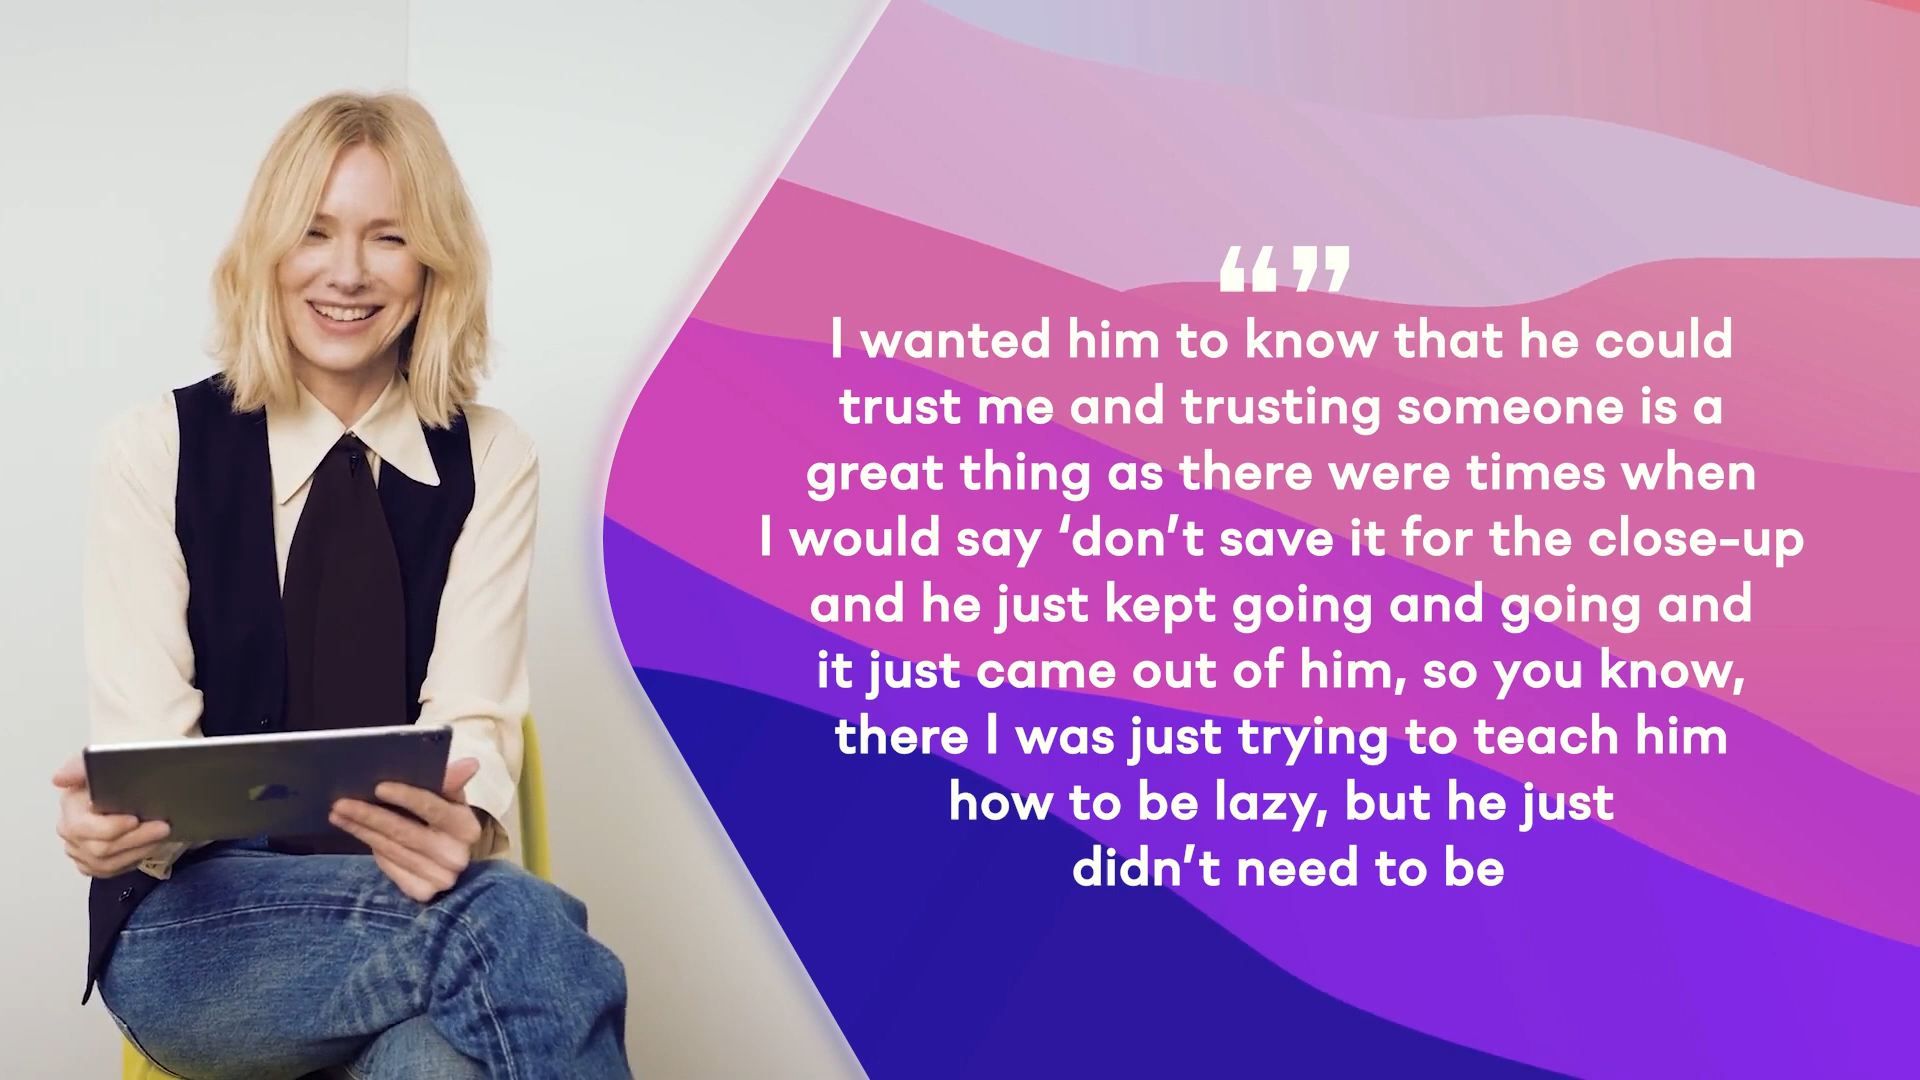 “”
I wanted him to know that he could
trust me and trusting someone is a
great thing as there were times when
I would say ‘don’t save it for the close-up
and he just kept going and going and
it just came out of him, so you know,
there I was just trying to teach him
how to be lazy, but he just
didn’t need to be